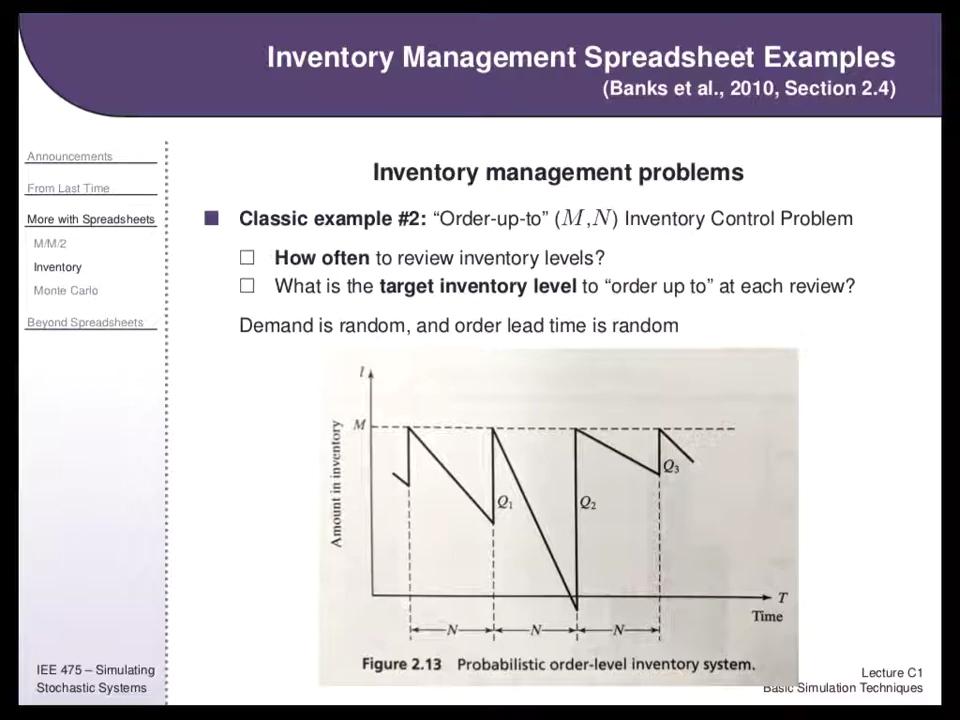 Inventory Management Spreadsheet Examples
(Banks et al., 2010, Section 2.4)
Announcements
From Last Time
More with Spreadsheets
M/M/2
Inventory
Monte Carlo
Beyond Spreadsheets
Inventory management problems
Classic example #2: “Order-up-to” (M,N) Inventory Control Problem
How often to review inventory levels?
What is the target inventory level to “order up to” at each review?
Demand is random, and order lead time is random
I
M
Amount in inventory
Q1
Q2
Q3
T
Time
N
N
N
Figure 2.13 Probabilistic order-level inventory system.
IEE 475 – Simulating
Stochastic Systems
Lecture C1
Basic Simulation Techniques